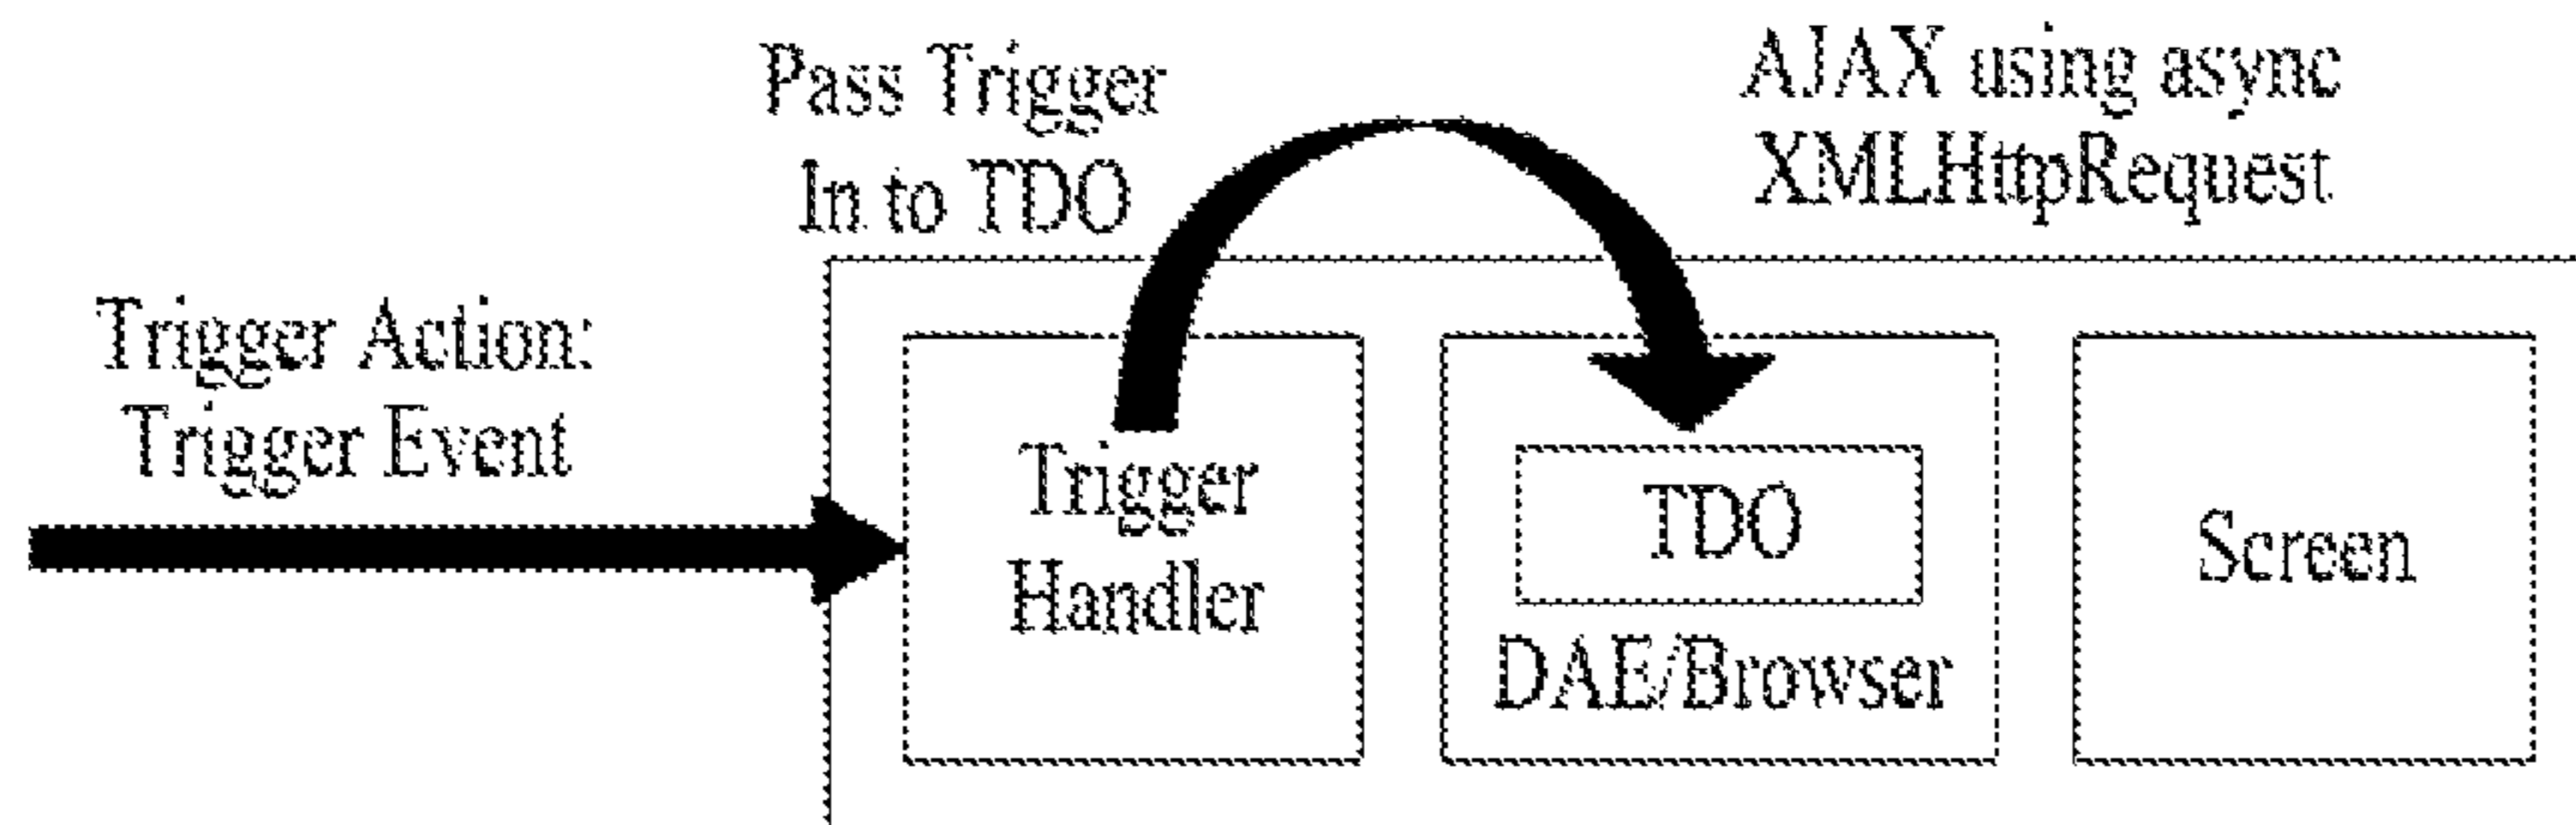 Pass Trigger
In to TDO
AJAX using async
XMLHttpRequest
Trigger Action:
Trigger Event
Trigger
Handler
TDO
DAE/Browser
Screen